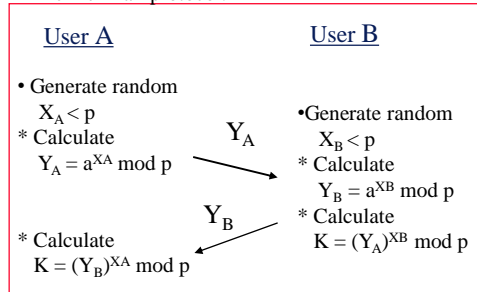 User A
• Generate random
X_A < p
* Calculate
Y_A = a^XA mod p
* Calculate
K = (Y_B)^XA mod p
Y_A
Y_B
User B
•Generate random
X_B < p
* Calculate
Y_B = a^XB mod p
* Calculate
K = (Y_A)^XB mod p